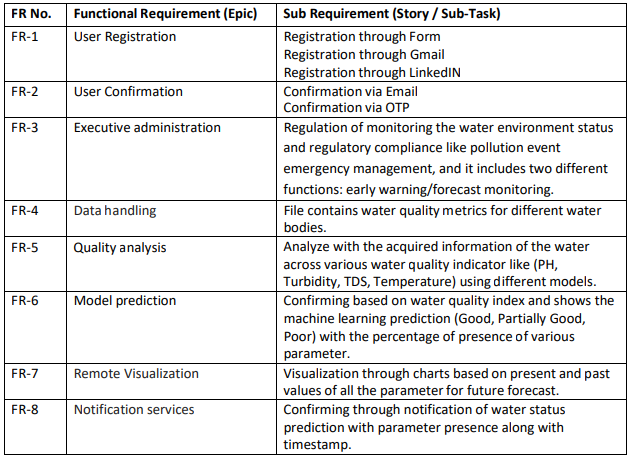 FR No. Functional Requirement (Epic) Sub Requirement (Story / Sub-Task)
FR-1 User Registration Registration through Form
Registration through Gmail
Registration through LinkedIN
FR-2 User Confirmation Confirmation via Email
Confirmation via OTP
FR-3 Executive administration Regulation of monitoring the water environment status
and regulatory compliance like pollution event
emergency management, and it includes two different
functions: early warning/forecast monitoring.
FR-4 Data handling File contains water quality metrics for different water
bodies.
FR-5 Quality analysis Analyze with the acquired information of the water
across various water quality indicator like (PH,
Turbidity, TDS, Temperature) using different models.
FR-6 Model prediction Confirming based on water quality index and shows the
machine learning prediction (Good, Partially Good,
Poor) with the percentage of presence of various
parameter.
FR-7 Remote Visualization Visualization through charts based on present and past
values of all the parameter for future forecast.
FR-8 Notification services Confirming through notification of water status
prediction with parameter presence along with
timestamp.